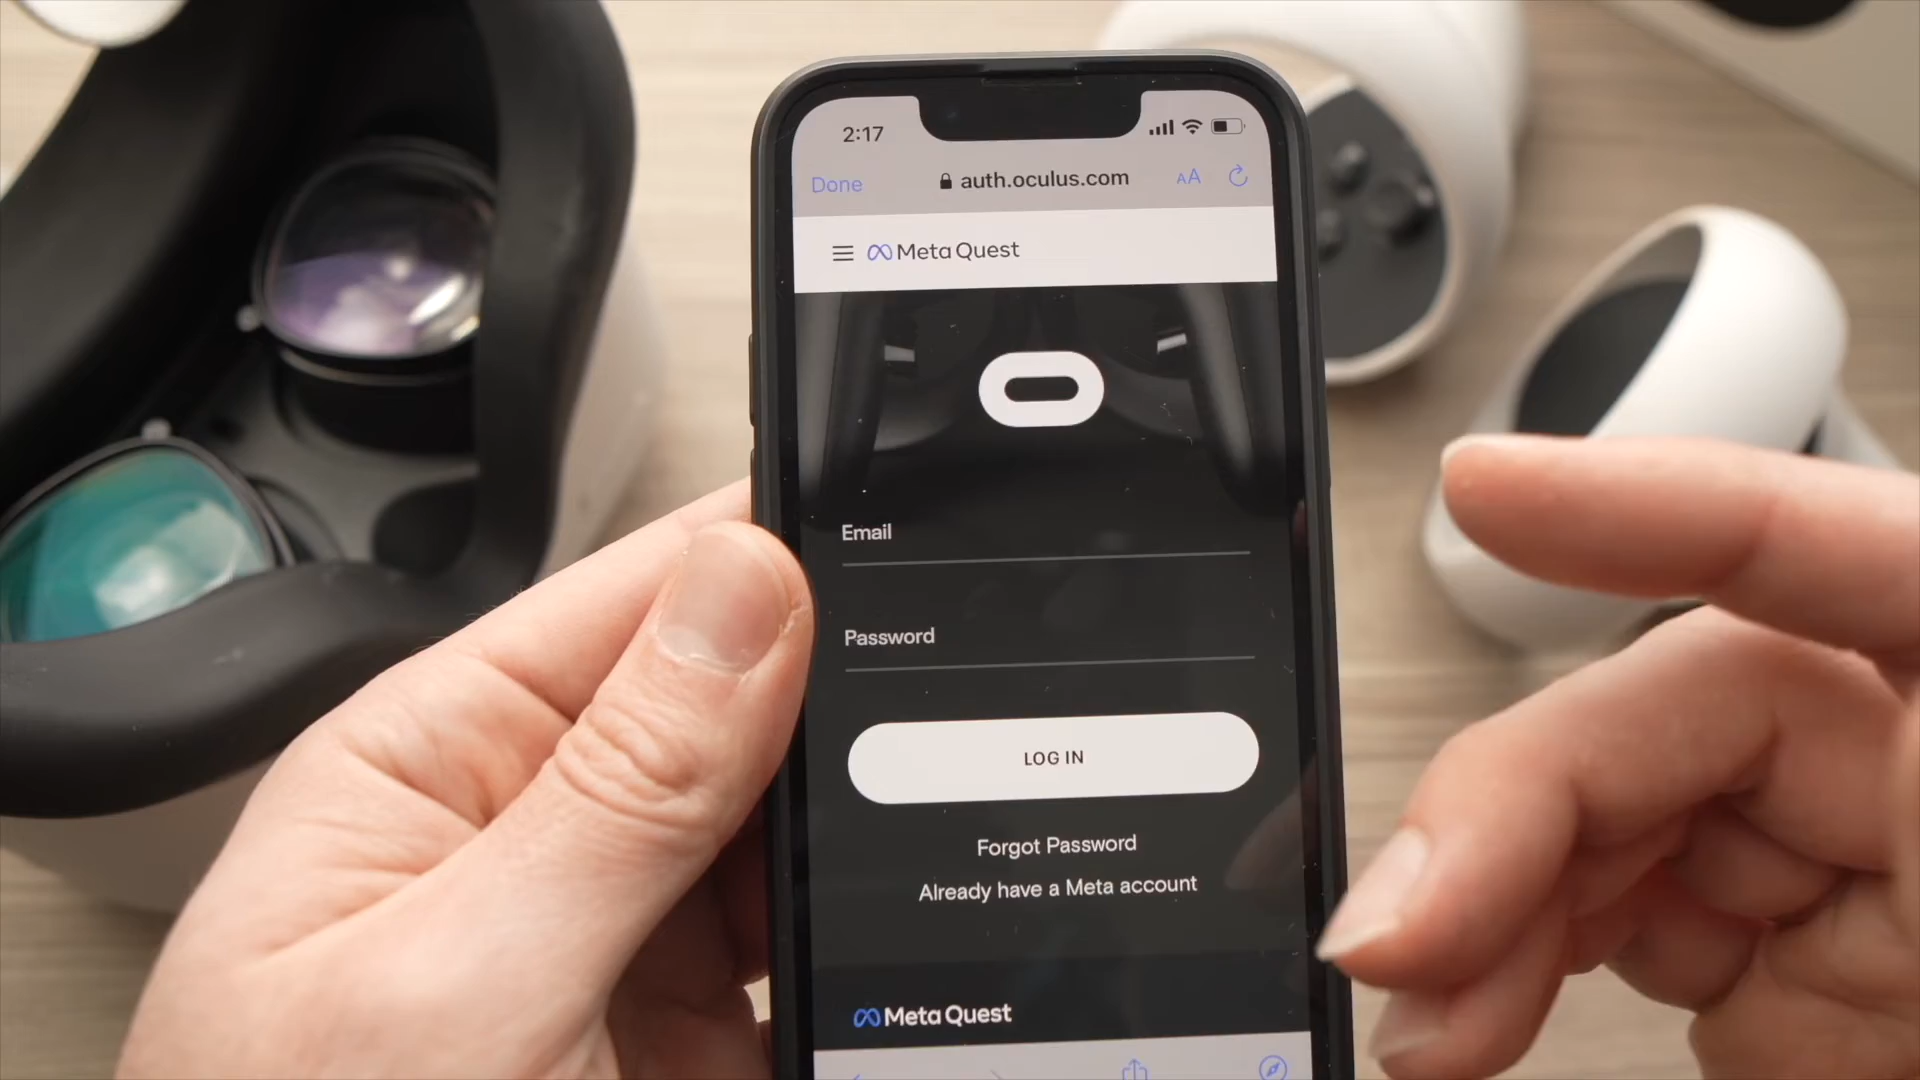 2:17
Done
auth.oculus.com
AA
Meta Quest
Email
Password
LOG IN
Forgot Password
Already have a Meta account
Meta Quest